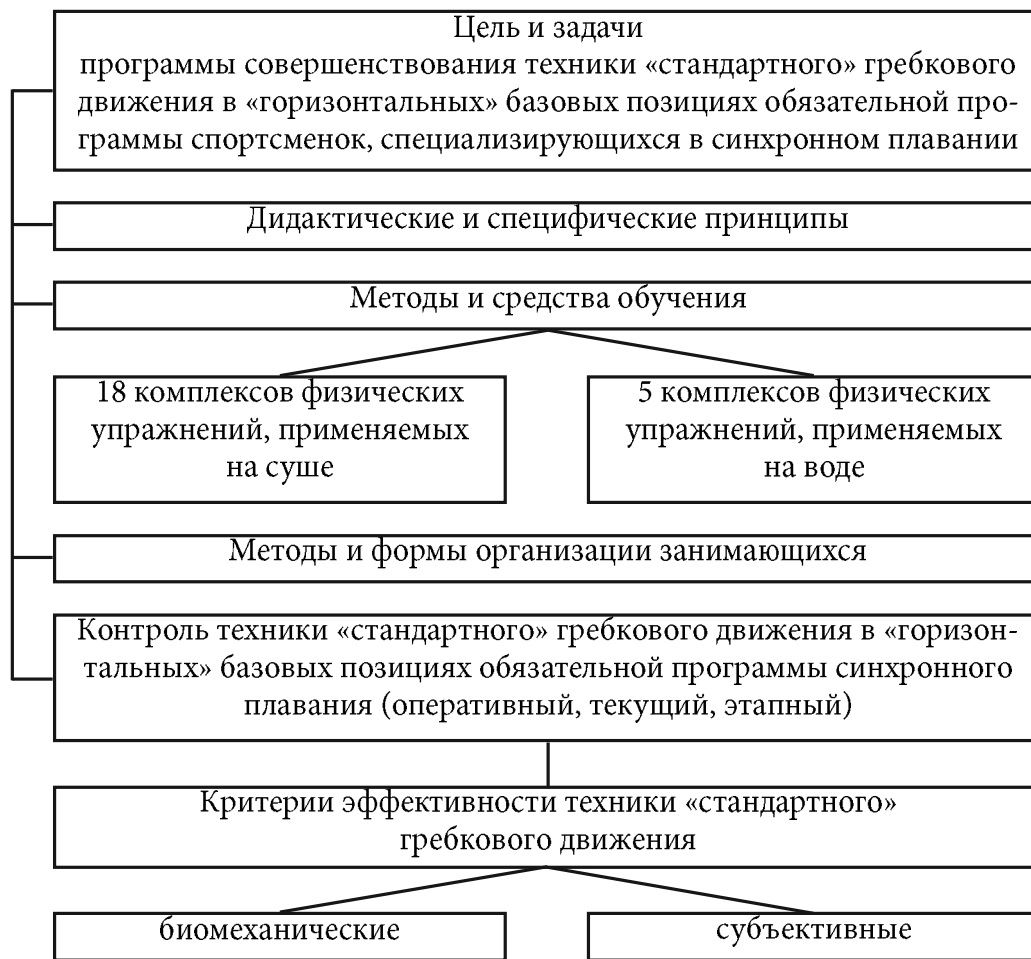 Цель и задачи
программы совершенствования техники «стандартного» гребкового
движения в «горизонтальных» базовых позициях обязательной про-
граммы спортсменок, специализирующихся в синхронном плавании
Дидактические и специфические принципы
Методы и средства обучения
18 комплексов физических
упражнений, применяемых
на суше
5 комплексов физических
упражнений, применяемых
на воде
Методы и формы организации занимающихся
Контроль техники «стандартного» гребкового движения в «горизон-
тальных» базовых позициях обязательной программы синхронного
плавания (оперативный, текущий, этапный)
Критерии эффективности техники «стандартного»
гребкового движения
биомеханические
субъективные